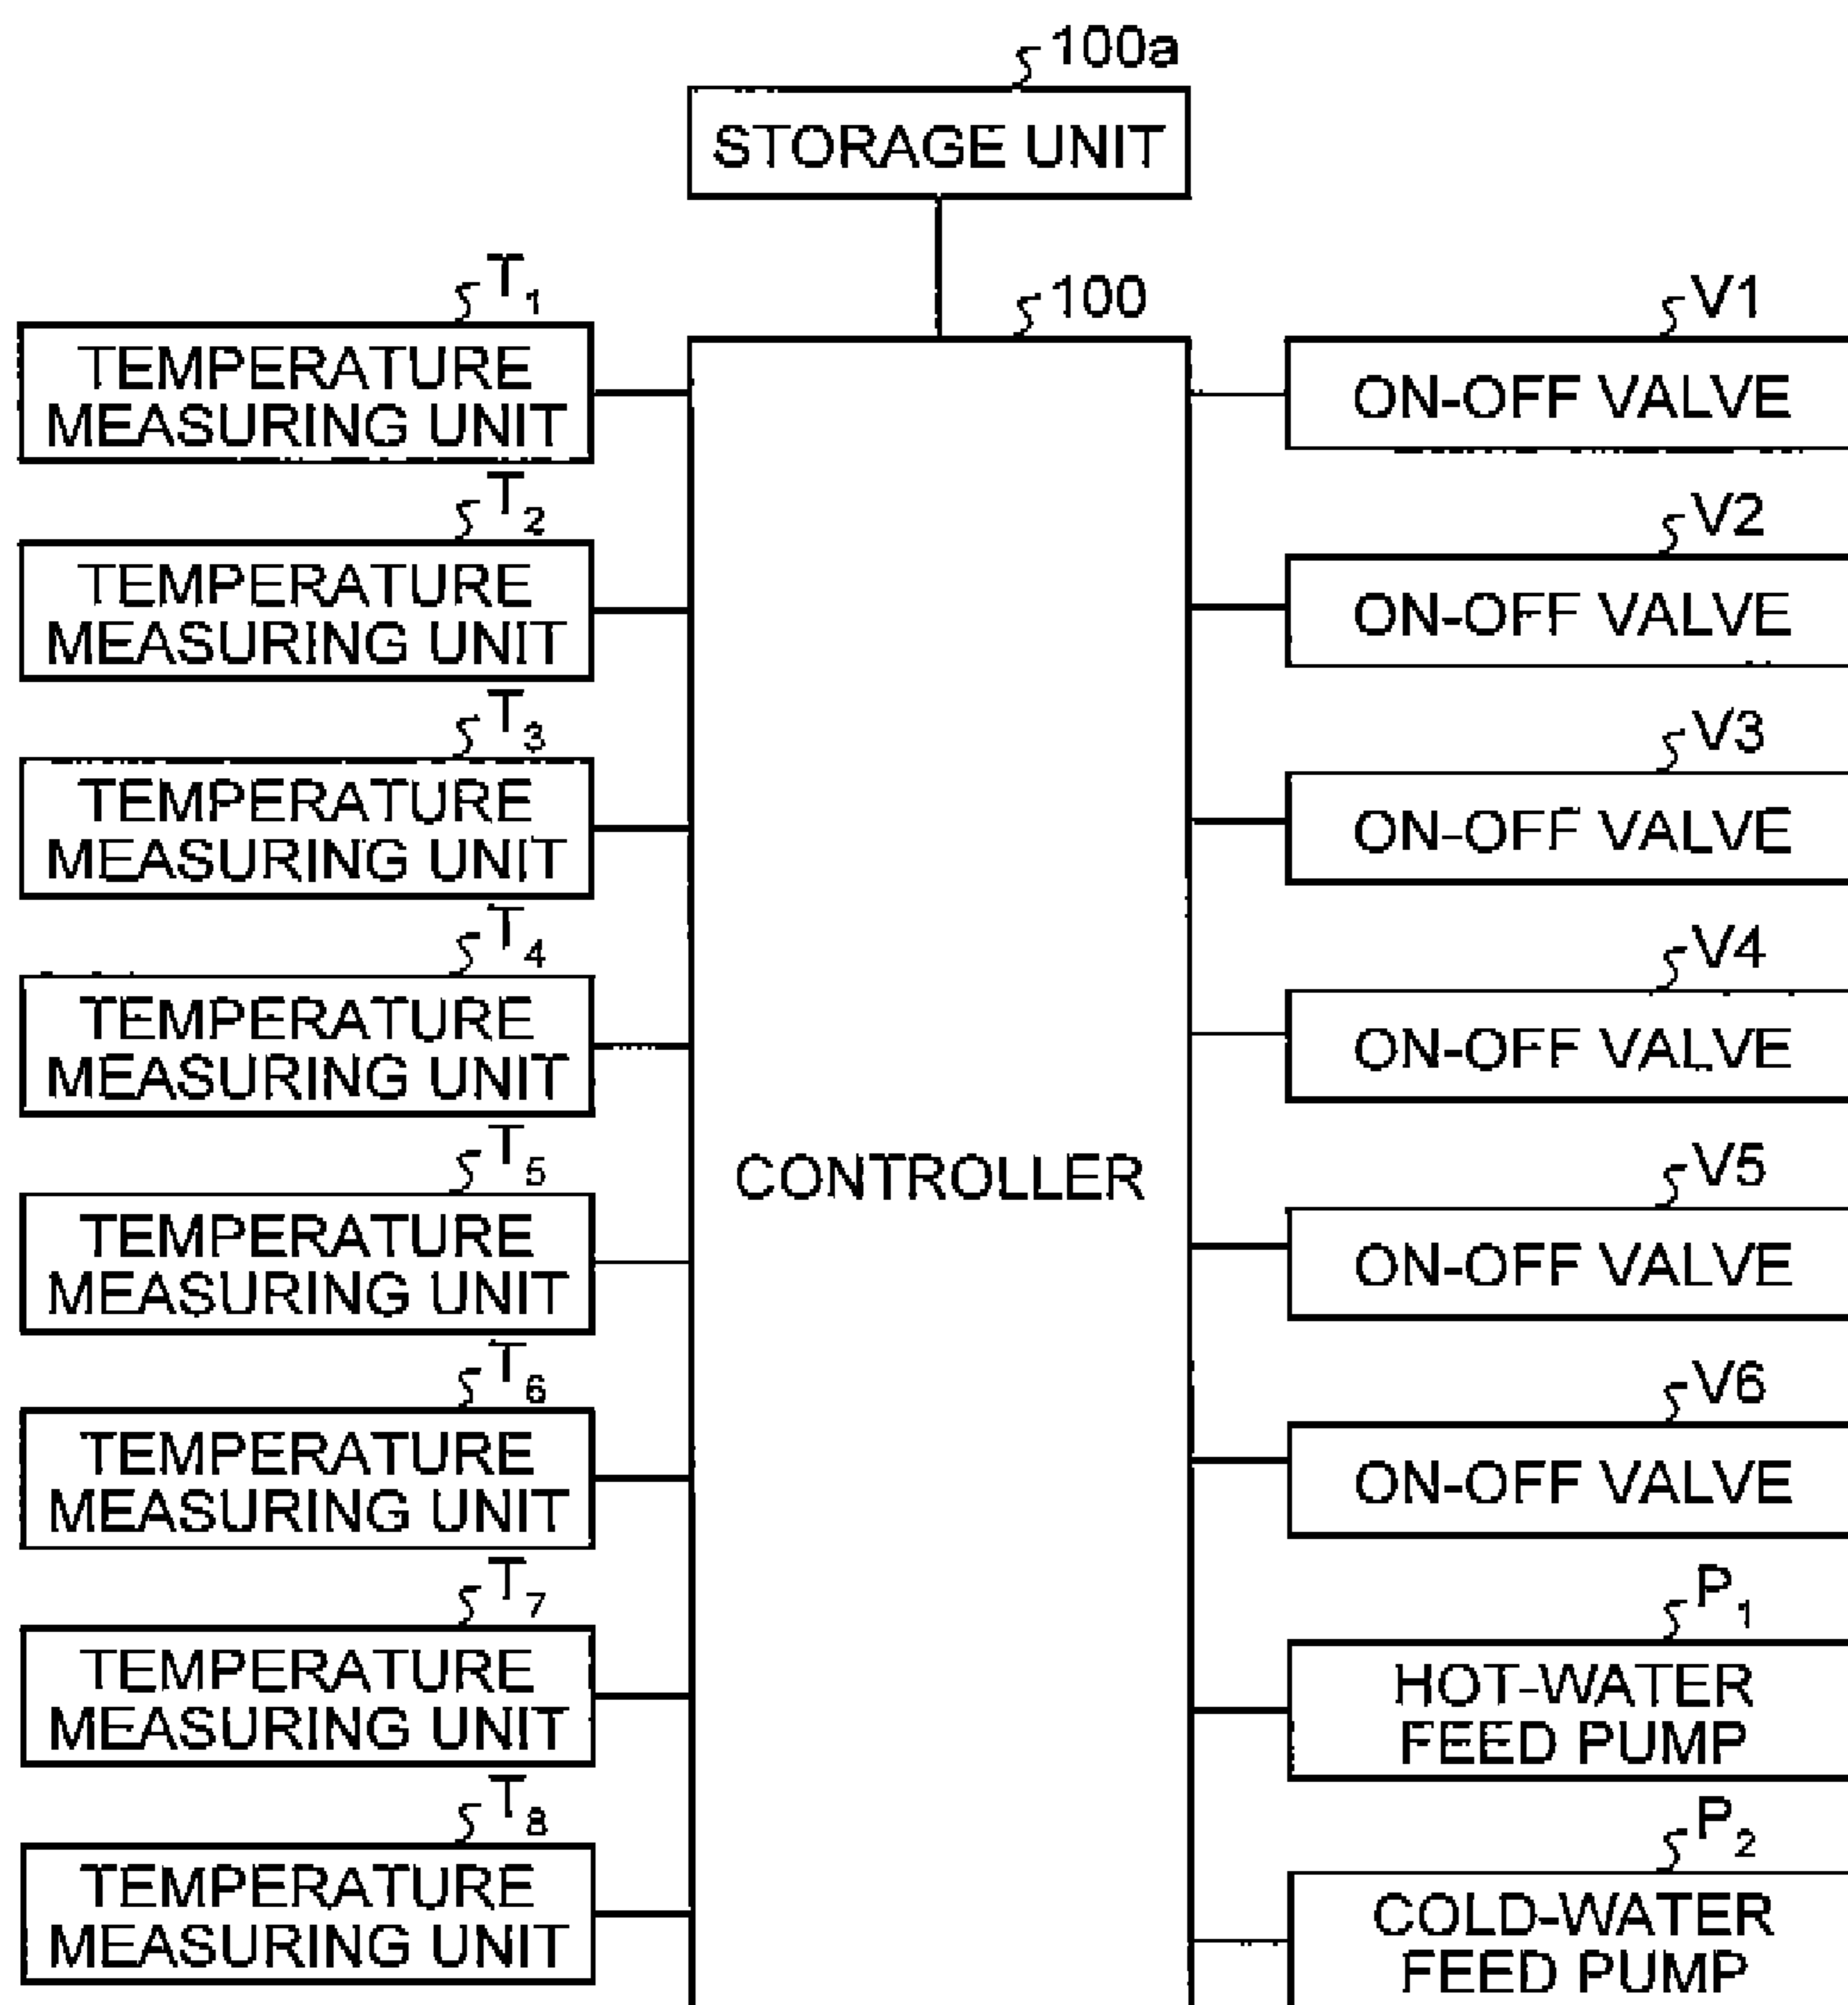 100a
STORAGE UNIT
100
CONTROLLER
T1
TEMPERATURE
MEASURING UNIT
T2
TEMPERATURE
MEASURING UNIT
T3
TEMPERATURE
MEASURING UNIT
T4
TEMPERATURE
MEASURING UNIT
T5
TEMPERATURE
MEASURING UNIT
T6
TEMPERATURE
MEASURING UNIT
T7
TEMPERATURE
MEASURING UNIT
T8
TEMPERATURE
MEASURING UNIT
V1
ON-OFF VALVE
V2
ON-OFF VALVE
V3
ON-OFF VALVE
V4
ON-OFF VALVE
V5
ON-OFF VALVE
V6
ON-OFF VALVE
P1
HOT-WATER
FEED PUMP
P2
COLD-WATER
FEED PUMP